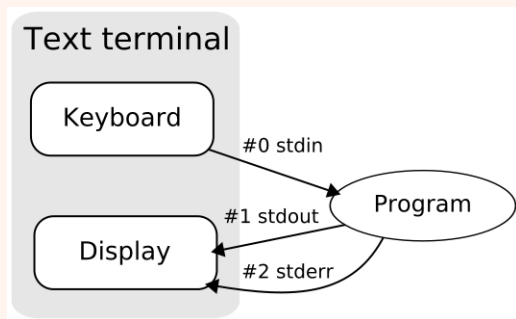 Text terminal
Keyboard
#0 stdin
Program
#1 stdout
Display
#2 stderr